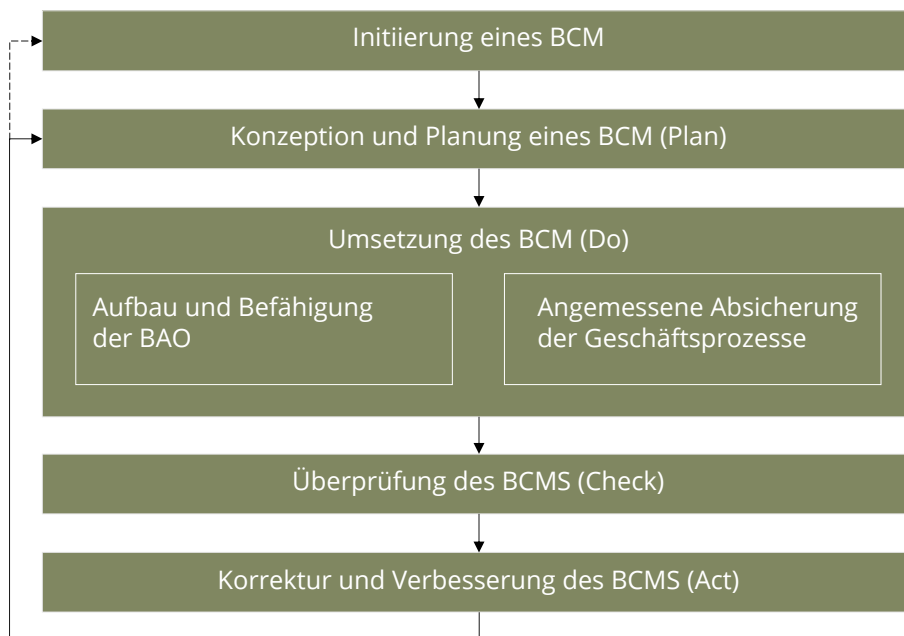 Initiierung eines BCM
Konzeption und Planung eines BCM (Plan)
Umsetzung des BCM (Do)
Aufbau und Befähigung
der BAO
Angemessene Absicherung
der Geschäftsprozesse
Überprüfung des BCMS (Check)
Korrektur und Verbesserung des BCMS (Act)